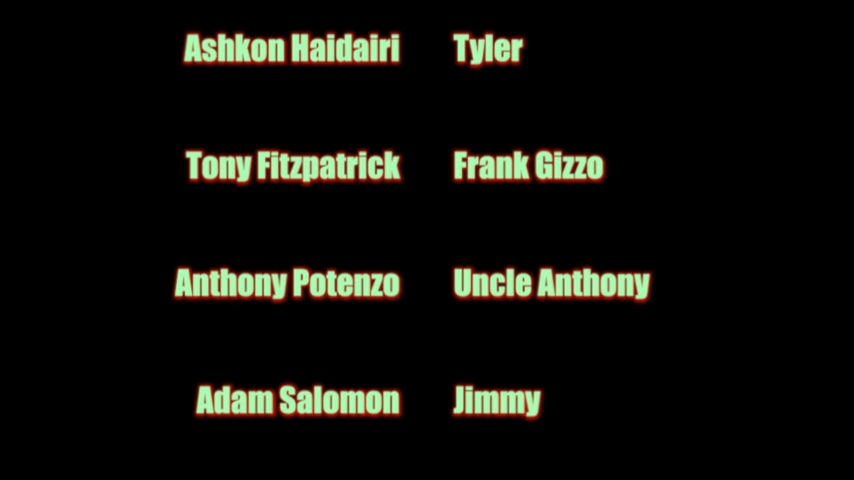 Ashkon Haidairi Tyler
Tony Fitzpatrick Frank Gizzo
Anthony Potenzo Uncle Anthony
Adam Salomon Jimmy